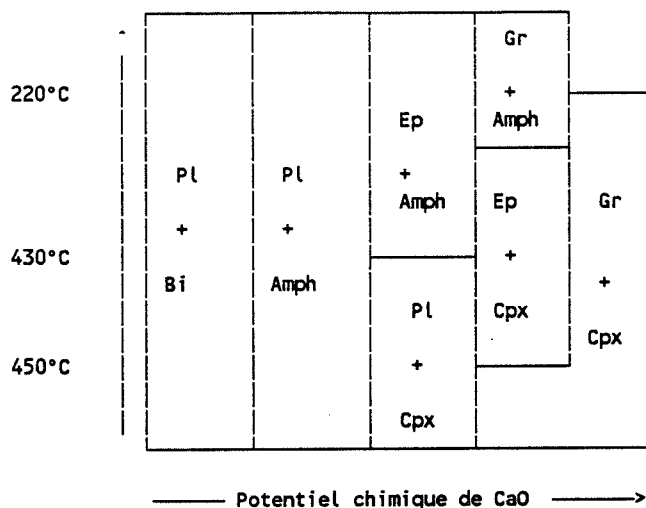 Gr
220°C
+
Ep
Amph
Pl
Pl
+
Amph
Ep
Gr
+
+
430°C
+
Bi
Amph
+
Pl
Cpx
Cpx
450°C
+
Cpx
Potentiel chimique de CaO